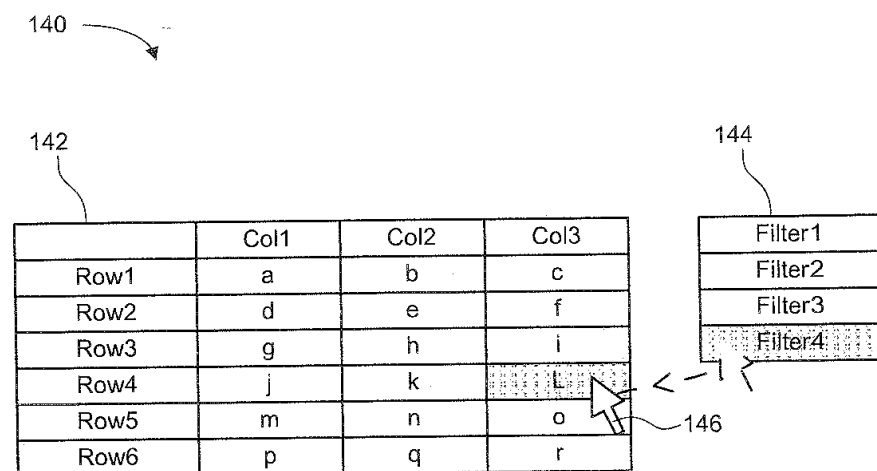 140
142
144
Col1 Col2 Col3
Row1 a b c
Row2 d e f
Row3 g h i
Row4 j k L
Row5 m n o
Row6 p q r
Filter1
Filter2
Filter3
Filter4
146